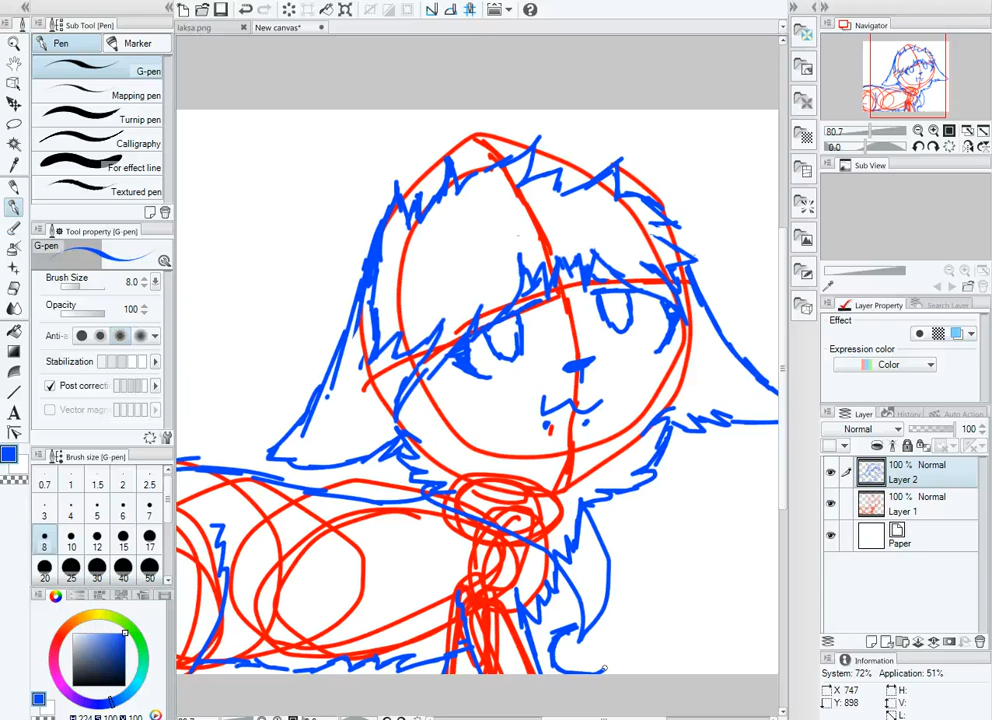 Sub Tool[Pen]
Pen
Marker
G-pen
Mapping pen
Turnip pen
Calligraphy
For effect line
Textured pen
Tool property [G-pen]
G-pen
Brush Size 8.0
Opacity 100
Anti-a
Stabilization
Post correcti
Vector magn
Brush size [G-pen]
0.7 1 1.5 2 2.5
3 4 5 6 7
8 10 12 15 17
20 25 30 40 50
laksa.png
New canvas*
Navigator
80.7
0.0
Sub View
Layer Property
Search Layer
Effect
Expression color
Color
Layer
History
Auto Action
Normal 100
100 % Normal
Layer 2
100 % Normal
Layer 1
Paper
Information
System: 72% Application: 51%
X 747 H:
Y: 898 V:
L: